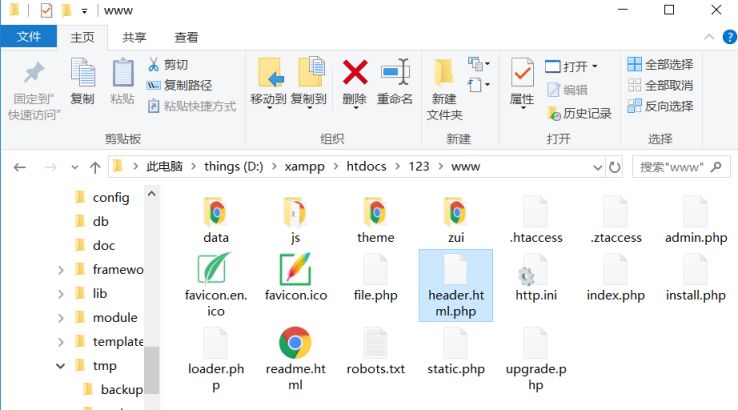 www
文件 主页 共享 查看
固定到"快速访问"
复制
粘贴
剪切
复制路径
粘贴快捷方式
剪贴板
移动到
复制到
删除
重命名
组织
新建
文件夹
新建
属性
打开
编辑
历史记录
打开
全部选择
全部取消
反向选择
选择
此电脑 > things (D:) > xampp > htdocs > 123 > www
搜索"www"
config
db
doc
framewo
lib
module
template
tmp
backup
data js theme zui .htaccess .ztaccess admin.php
favicon.en.ico favicon.ico file.php header.html.php http.ini index.php install.php
loader.php readme.html robots.txt static.php upgrade.php